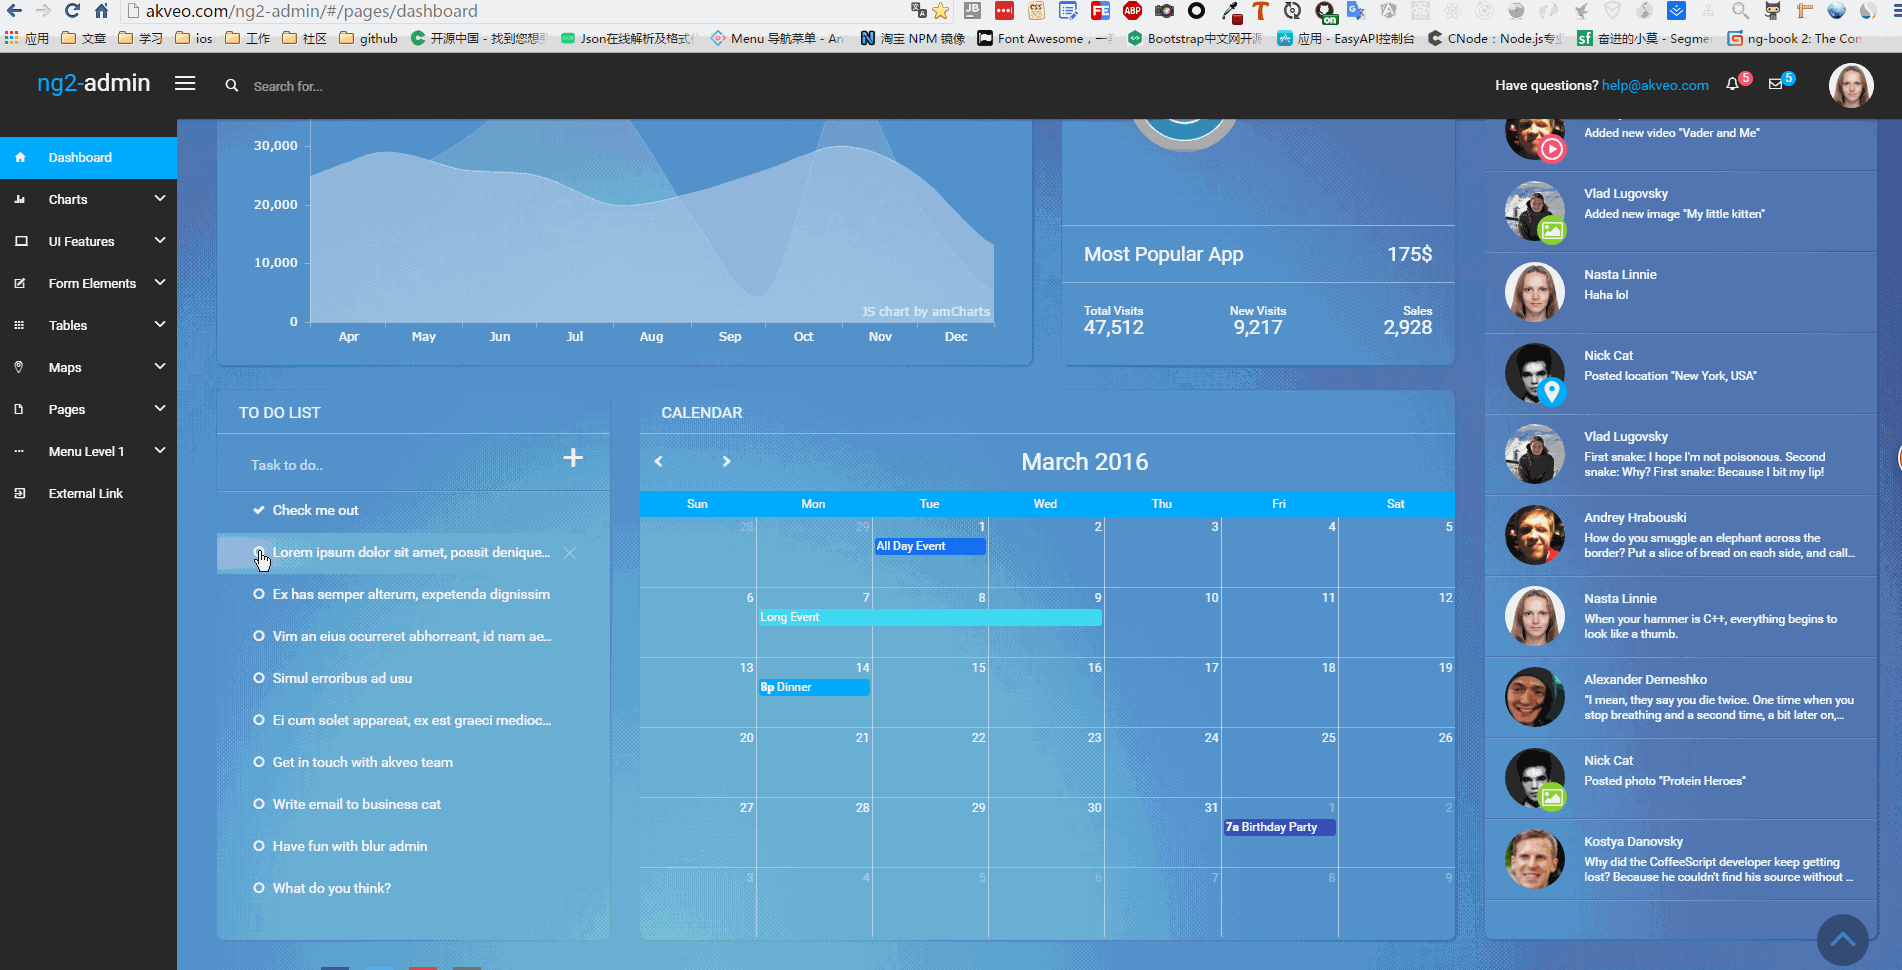 akveo.com/ng2-admin/#/pages/dashboard
应用 文章 学习 ios 工作 社区 github 开源中国 - 找到您想 Json在线解析及格式 Menu 导航菜单 - An 淘宝 NPM 镜像 Font Awesome，一 Bootstrap中文网开源 应用 - EasyAPI控制台 CNode：Node.js专业 奋进的小莫 - Segme ng-book 2: The Co
ng2-admin
Search for...
Have questions? help@akveo.com
5
5
Dashboard
Charts
UI Features
Form Elements
Tables
Maps
Pages
Menu Level 1
External Link
30,000
20,000
10,000
0
JS chart by amCharts
Apr May Jun Jul Aug Sep Oct Nov Dec
Most Popular App 175$
Total Visits New Visits Sales
47,512 9,217 2,928
TO DO LIST
Task to do..
Check me out
Lorem ipsum dolor sit amet, possit denique...
Ex has semper alterum, expetenda dignissim
Vim an eius ocurreret abhorreant, id nam ae...
Simul erroribus ad usu
Ei cum solet appareat, ex est graeci medioc...
Get in touch with akveo team
Write email to business cat
Have fun with blur admin
What do you think?
CALENDAR
March 2016
Sun Mon Tue Wed Thu Fri Sat
28 29 1 2 3 4 5
All Day Event
6 7 8 9 10 11 12
Long Event
13 14 15 16 17 18 19
8p Dinner
20 21 22 23 24 25 26
27 28 29 30 31 1 2
7a Birthday Party
3 4 5 6 7 8 9
Added new video "Vader and Me"
Vlad Lugovsky
Added new image "My little kitten"
Nasta Linnie
Haha lol
Nick Cat
Posted location "New York, USA"
Vlad Lugovsky
First snake: I hope I'm not poisonous. Second
snake: Why? First snake: Because I bit my lip!
Andrey Hrabouski
How do you smuggle an elephant across the
border? Put a slice of bread on each side, and call...
Nasta Linnie
When your hammer is C++, everything begins to
look like a thumb.
Alexander Demeshko
"I mean, they say you die twice. One time when you
stop breathing and a second time, a bit later on,...
Nick Cat
Posted photo "Protein Heroes"
Kostya Danovsky
Why did the CoffeeScript developer keep getting
lost? Because he couldn't find his source without ...